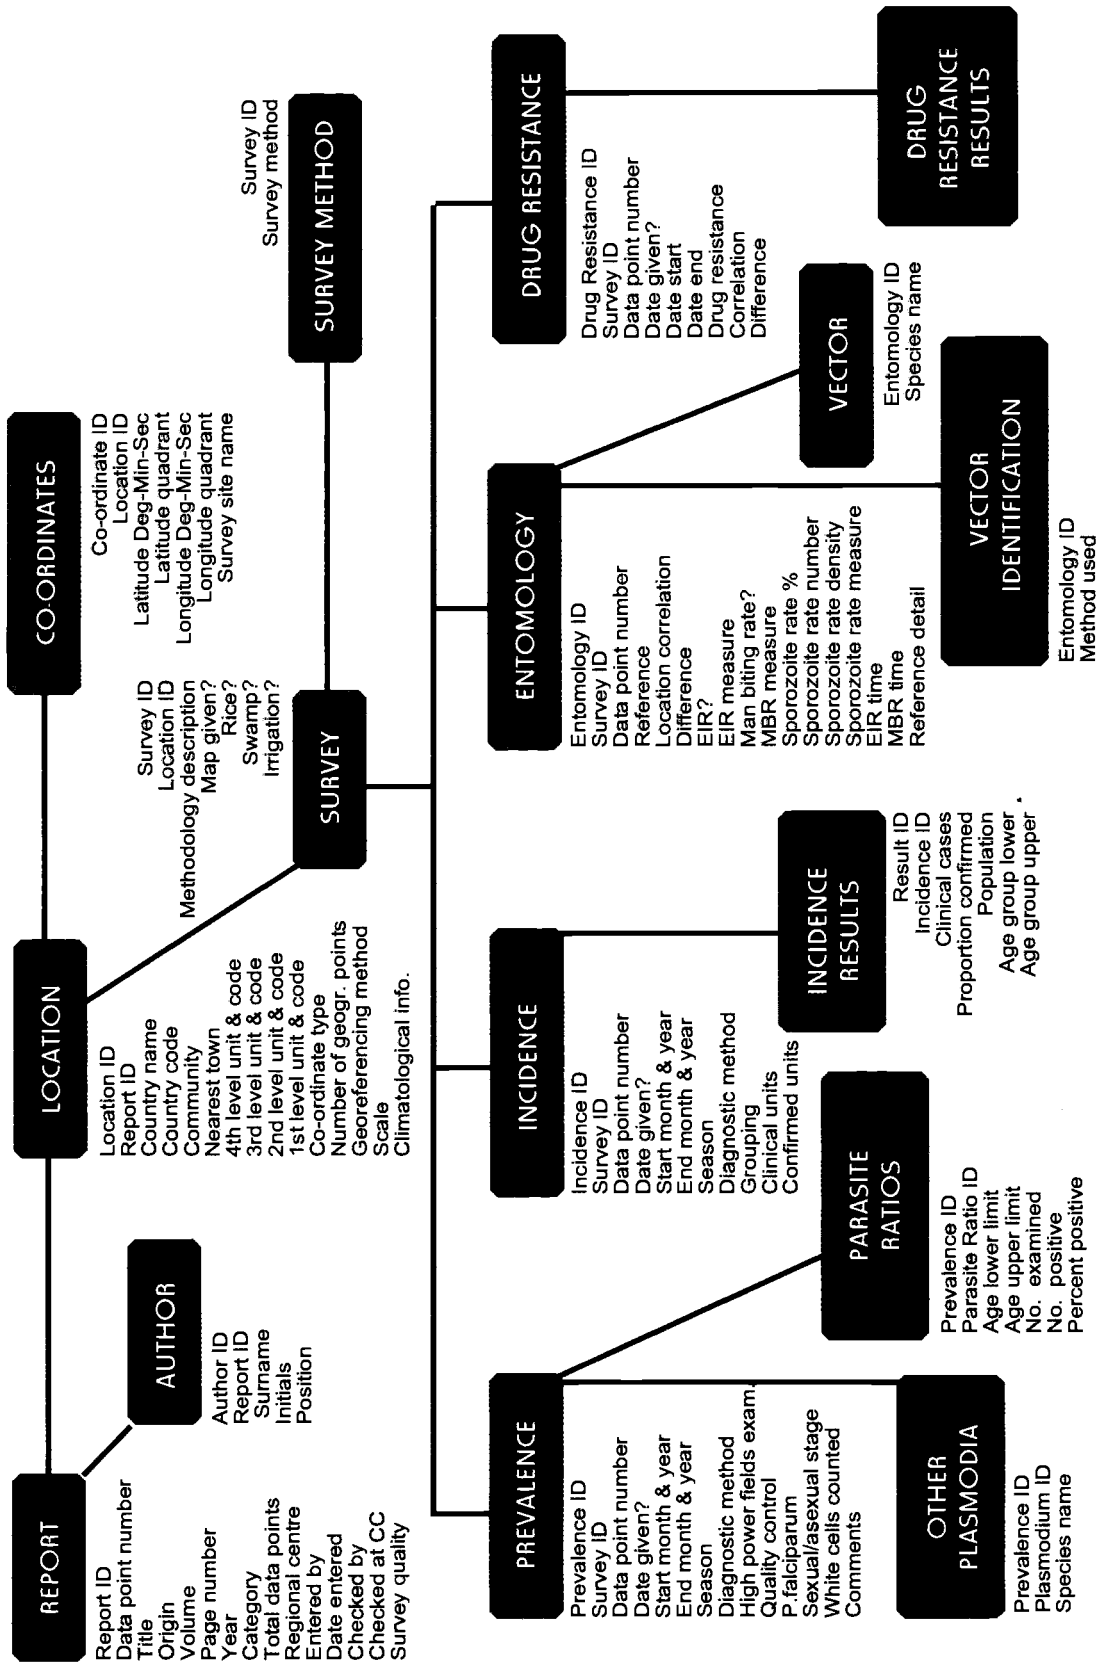 REPORT
Report ID
Data point number
Title
Origin
Volume
Page number
Year
Category
Total data points
Regional centre
Entered by
Date entered
Checked by
Checked at CC
Survey quality
AUTHOR
Author ID
Report ID
Surname
Initials
Position
LOCATION
Location ID
Report ID
Country name
Country code
Community
Nearest town
4th level unit & code
3rd level unit & code
2nd level unit & code
1st level unit & code
Co-ordinate type
Number of geogr. points
Georefencing method
Scale
Climatological info.
CO-ORDINATES
Co-ordinate ID
Location ID
Latitude Deg-Min-Sec
Latitude quadrant
Longitude Deg-Min-Sec
Longitude quadrant
Survey site name
Survey ID
Location ID
Methodology description
Map given?
Rice?
Swamp?
Irrigation?
SURVEY
Survey ID
Survey method
SURVEY METHOD
PREVALENCE
Prevalence ID
Survey ID
Data point number
Date given?
Start month & year
End month & year
Season
Diagnostic method
High power fields exam.
Quality control
P.falciparum
Sexual/asexual stage
White cells counted
Comments
OTHER
PLASMODIA
Prevalence ID
Plasmodium ID
Species name
PARASITE
RATIOS
Prevalence ID
Parasite Ratio ID
Age lower limit
Age upper limit
No. examined
No. positive
Percent positive
INCIDENCE
Incidence ID
Survey ID
Data point number
Date given?
Start month & year
End month & year
Season
Diagnostic method
Grouping
Clinical units
Confirmed units
INCIDENCE
RESULTS
Result ID
Incidence ID
Clinical cases
Proportion confirmed
Population
Age group lower
Age group upper
ENTOMOLOGY
Entomology ID
Survey ID
Data point number
Reference
Location correlation
Difference
EIR?
EIR measure
Man biting rate?
MBR measure
Sporozoite rate %
Sporozoite rate number
Sporozoite rate density
Sporozoite rate measure
EIR time
MBR time
Reference detail
VECTOR
IDENTIFICATION
Entomology ID
Method used
VECTOR
Entomology ID
Species name
DRUG RESISTANCE
Drug Resistance ID
Survey ID
Data point number
Date given?
Date start
Date end
Drug resistance
Correlation
Difference
DRUG
RESISTANCE
RESULTS